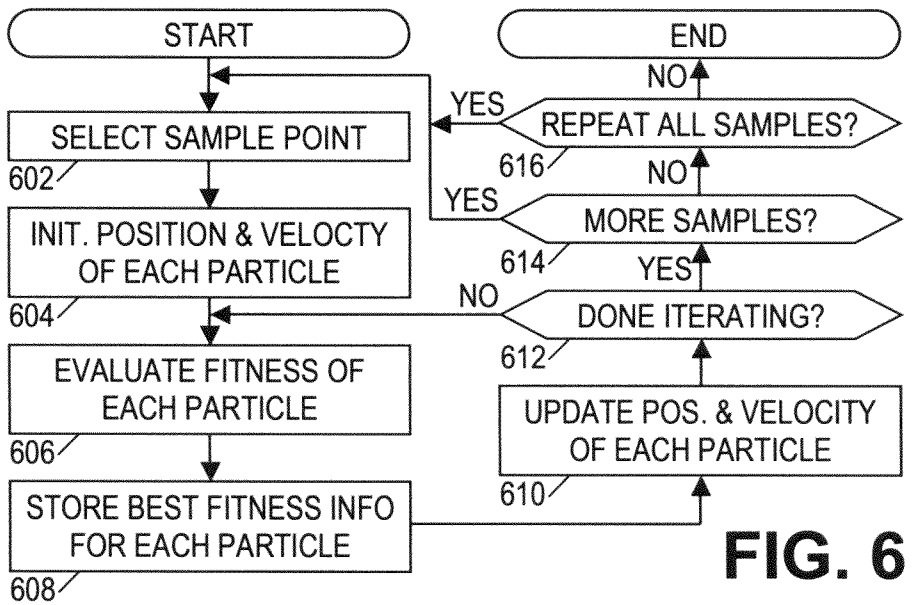 START
SELECT SAMPLE POINT
602
INIT. POSITION & VELOCTY
OF EACH PARTICLE
604
EVALUATE FITNESS OF
EACH PARTICLE
606
STORE BEST FITNESS INFO
FOR EACH PARTICLE
608
UPDATE POS. & VELOCITY
OF EACH PARTICLE
610
DONE ITERATING?
612
NO
YES
MORE SAMPLES?
614
YES
NO
REPEAT ALL SAMPLES?
616
YES
NO
END
FIG. 6